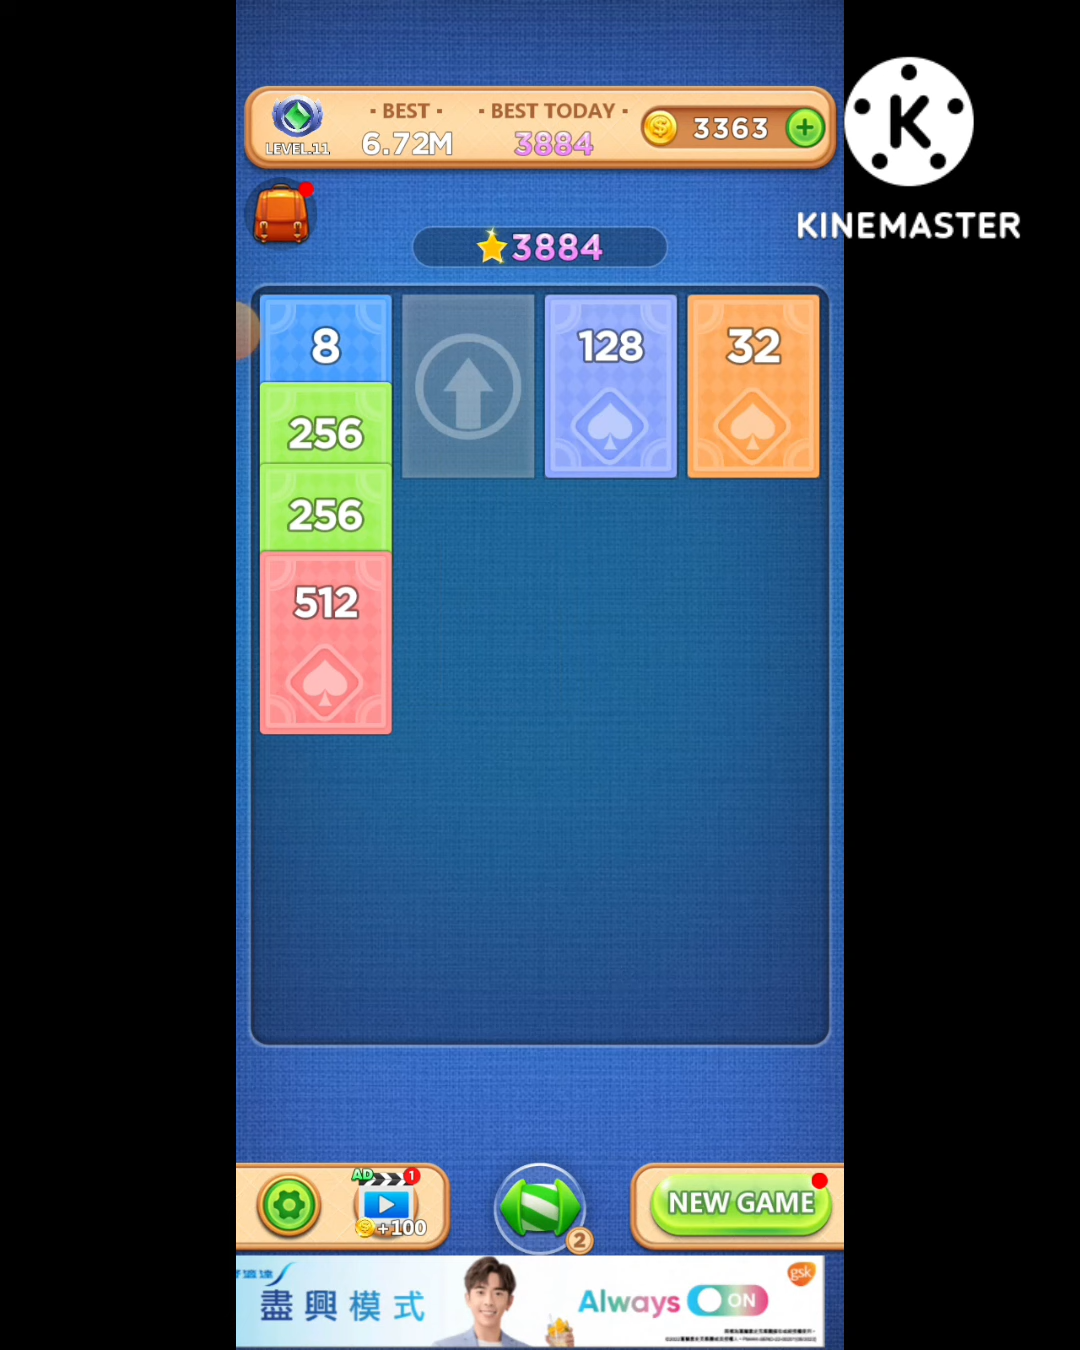 - BEST -
- BEST TODAY -
LEVEL.11
6.72M
3884
3363
+
K
KINEMASTER
3884
8
128
32
256
256
512
AD
1
+100
2
NEW GAME
盡興模式
Always ON
gsk